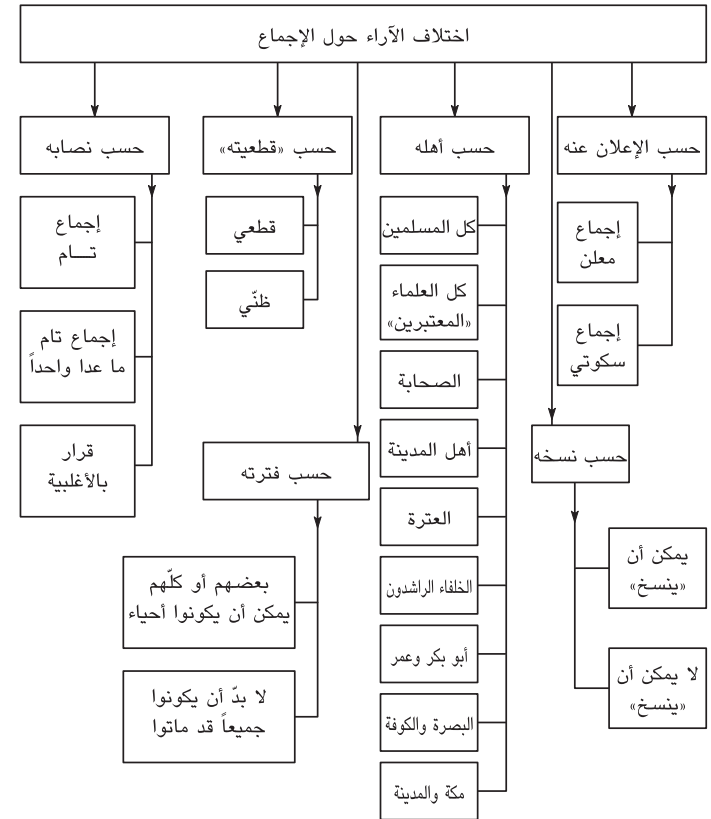 اختلاف الآراء حول الإجماع
حسب الإعلان عنه
إجماع
معلن
إجماع
سكوتي
حسب نسخه
يمكن أن
«ينسخ»
لا يمكن أن
«ينسخ»
حسب أهله
كل المسلمين
كل العلماء
«المعتبرين»
الصحابة
أهل المدينة
العترة
الخلفاء الراشدون
أبو بكر وعمر
البصرة والكوفة
مكة والمدينة
حسب «قطعيته»
قطعي
ظنّي
حسب فترته
بعضهم أو كلّهم
يمكن أن يكونوا أحياء
لا بدّ أن يكونوا
جميعاً قد ماتوا
حسب نصابه
إجماع
تـــام
إجماع تام
ما عدا واحداً
قرار
بالأغلبية